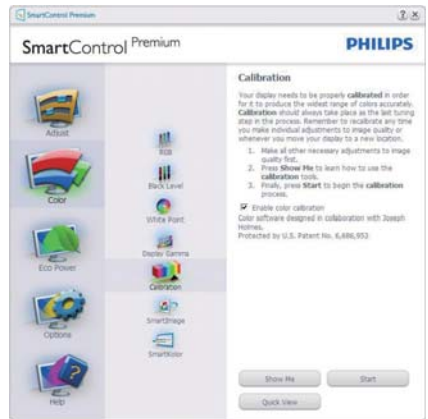 SmartControl Premium
SmartControl Premium
PHILIPS
Adjust
Color
Eco Power
Options
Help
RGB
Black Level
White Point
Display Gamma
Calibration
SmartImage
SmartKolor
Calibration
Your display needs to be properly calibrated in order
for it to produce the widest range of colors accurately.
Calibration should always take place as the last tuning
step in the process. Remember to recalibrate any time
you make individual adjustments to image quality or
whenever you move your display to a new location.
1. Make all other necessary adjustments to image
quality first.
2. Press Show Me to learn how to use the
calibration tools.
3. Finally, press Start to begin the calibration
process.
Enable color calibration
Color software designed in collaboration with Joseph
Holmes.
Protected by U.S. Patent No. 6,686,953
Show Me
Start
Quick View